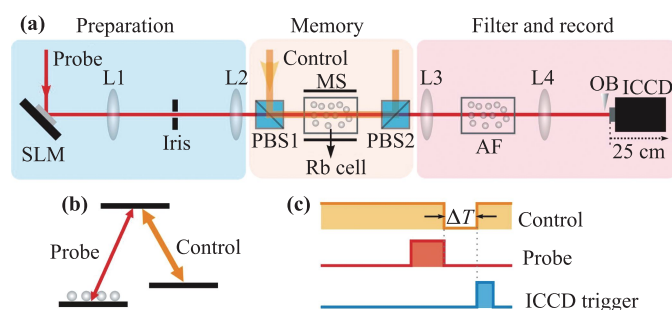 (a)
Preparation
Memory
Filter and record
Probe
Control
L1
L2
MS
L3
L4
OB
ICCD
SLM
Iris
PBS1
PBS2
Rb cell
AF
25 cm
(b)
Probe
Control
(c)
ΔT
Control
Probe
ICCD trigger